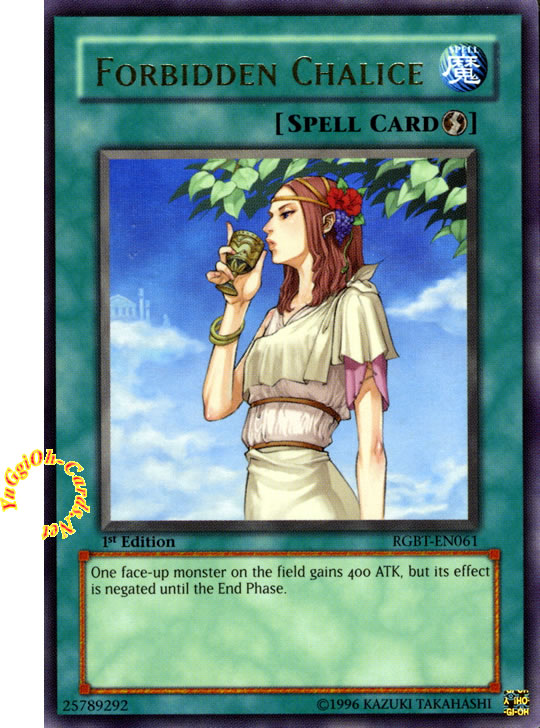 FORBIDDEN CHALICE
SPELL
魔
[SPELL CARD]
YuGgiOh-Cards.Net
1st Edition
RGBT-EN061
One face-up monster on the field gains 400 ATK, but its effect
is negated until the End Phase.
25789292
©1996 KAZUKI TAKAHASHI